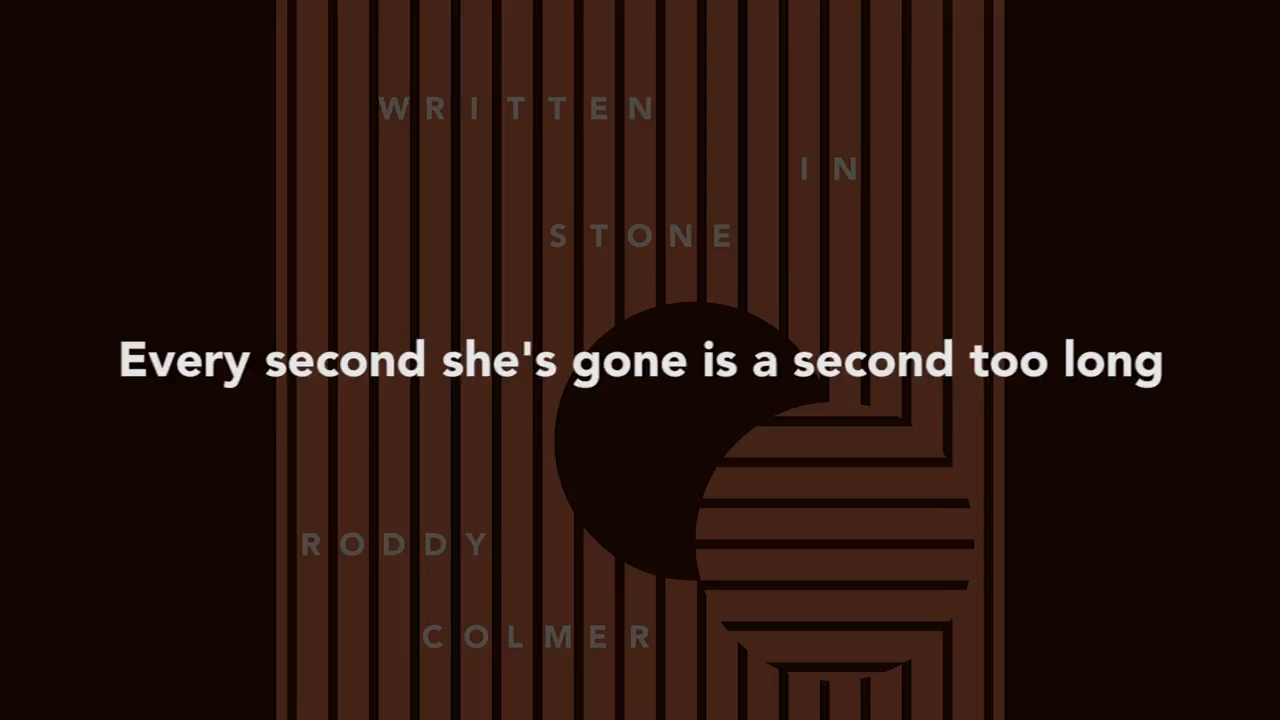 WRITTEN
IN
STONE
Every second she's gone is a second too long
RODDY
COLMER